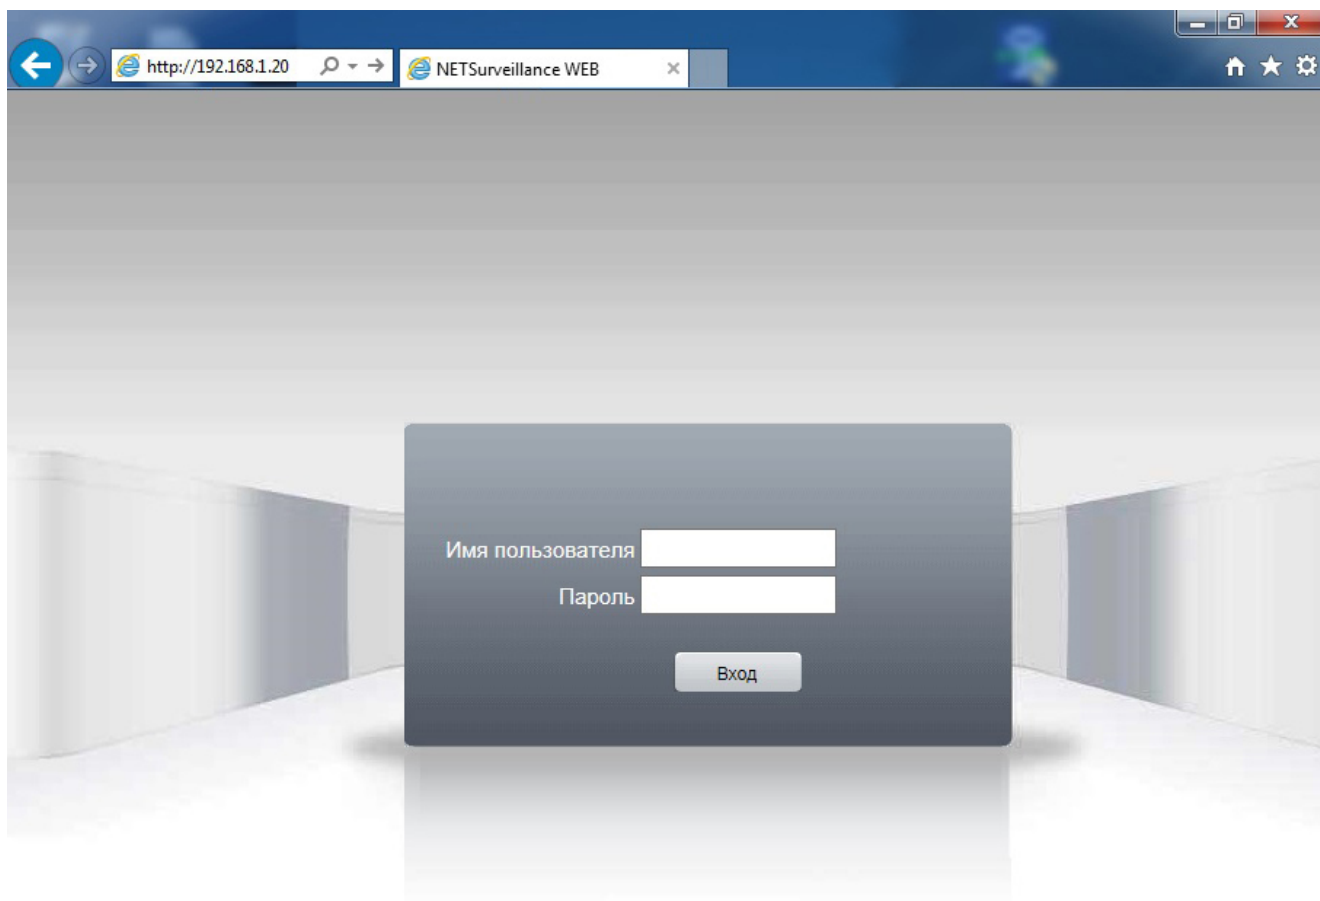 http://192.168.1.20
NETSurveillance WEB
Имя пользователя
Пароль
Вход